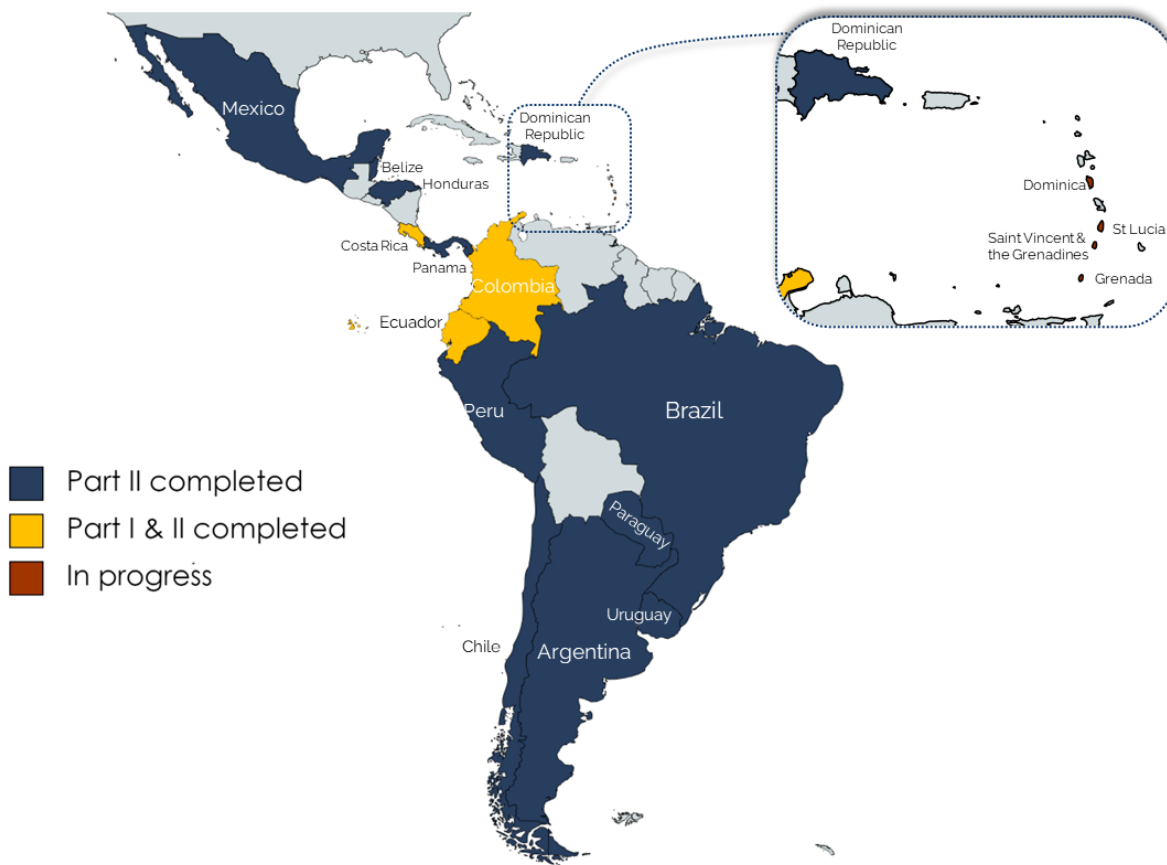 Dominican
Republic
Mexico
Dominican
Republic
Belize
Honduras
Dominica
Costa Rica
St Lucia
Saint Vincent &
the Grenadines
Panama
Grenada
Colombia
Ecuador
Peru
Brazil
Part II completed
Part I & II completed
Paraguay
In progress
Uruguay
Chile
Argentina